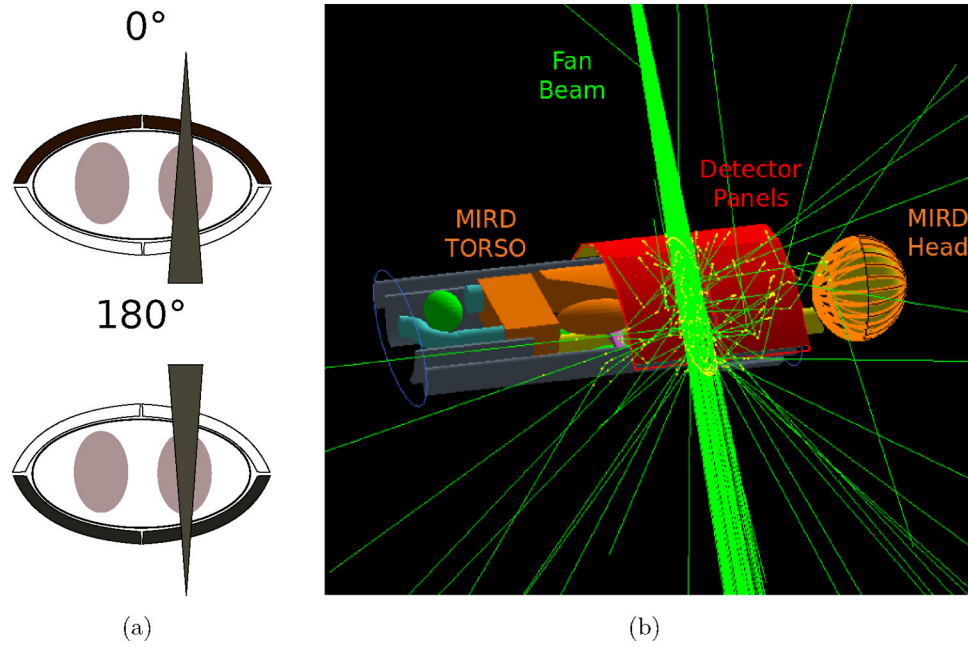 0°
180°
(a)
Fan
Beam
Detector
Panels
MIRD
TORSO
MIRD
Head
(b)